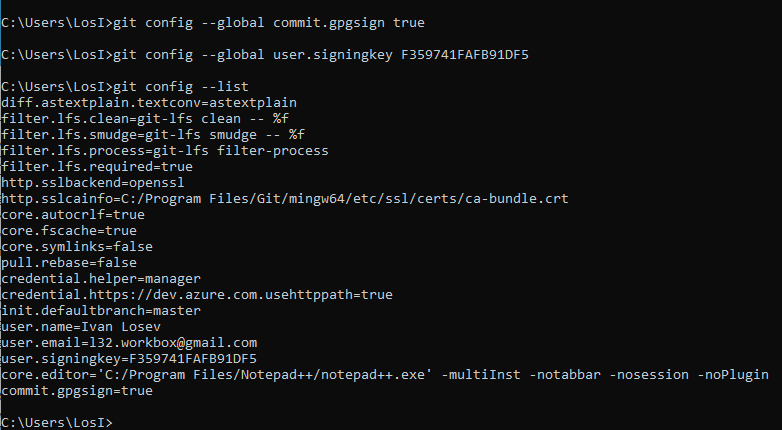 C:\Users\LosI>git config --global commit.gpgsign true
C:\Users\LosI>git config --global user.signingkey F359741FAFB91DF5
C:\Users\LosI>git config --list
diff.astextplain.textconv=astextplain
filter.lfs.clean=git-lfs clean -- %f
filter.lfs.smudge=git-lfs smudge -- %f
filter.lfs.process=git-lfs filter-process
filter.lfs.required=true
http.sslbackend=openssl
http.sslcainfo=C:/Program Files/Git/mingw64/etc/ssl/certs/ca-bundle.crt
core.autocrlf=true
core.fscache=true
core.symlinks=false
pull.rebase=false
credential.helper=manager
credential.https://dev.azure.com.usehttppath=true
init.defaultbranch=master
user.name=Ivan Losev
user.email=l32.workbox@gmail.com
user.signingkey=F359741FAFB91DF5
core.editor='C:/Program Files/Notepad++/notepad++.exe' -multiInst -notabbar -nosession -noPlugin
commit.gpgsign=true
C:\Users\LosI>